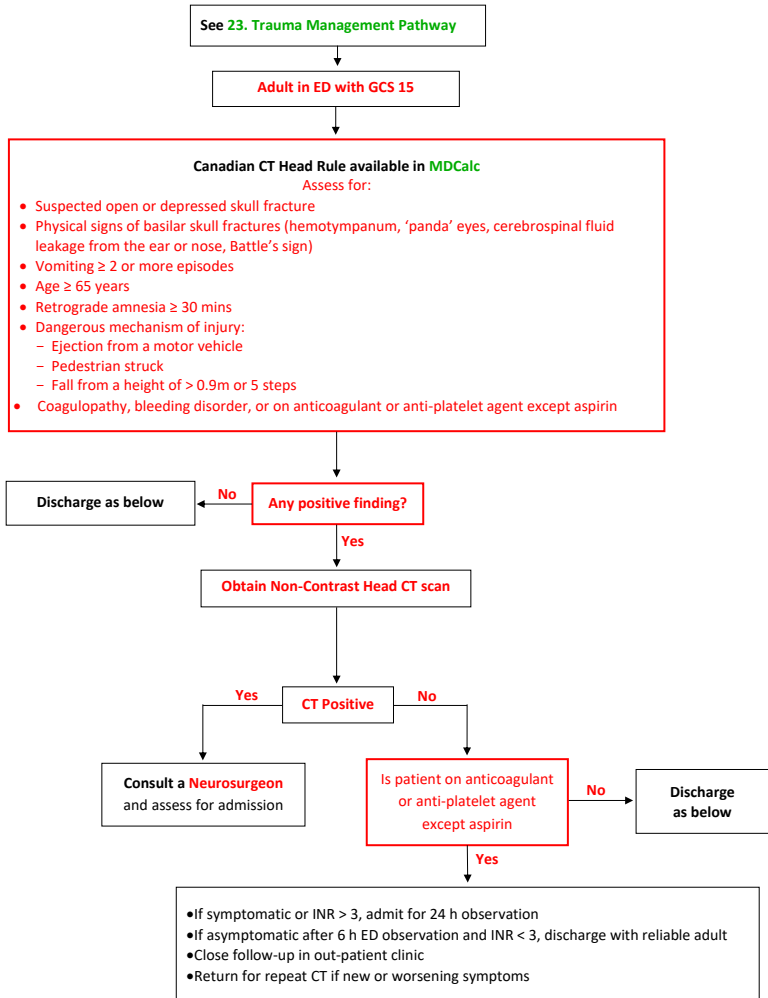 See 23. Trauma Management Pathway
Adult in ED with GCS 15
Canadian CT Head Rule available in MDCalc
Assess for:
• Suspected open or depressed skull fracture
• Physical signs of basilar skull fractures (hemotympanum, ‘panda’ eyes, cerebrospinal fluid
leakage from the ear or nose, Battle’s sign)
• Vomiting ≥ 2 or more episodes
• Age ≥ 65 years
• Retrograde amnesia ≥ 30 mins
• Dangerous mechanism of injury:
− Ejection from a motor vehicle
− Pedestrian struck
− Fall from a height of > 0.9m or 5 steps
• Coagulopathy, bleeding disorder, or on anticoagulant or anti-platelet agent except aspirin
Discharge as below
No
Any positive finding?
Yes
Obtain Non-Contrast Head CT scan
Yes
CT Positive
No
Consult a Neurosurgeon
and assess for admission
Is patient on anticoagulant
or anti-platelet agent
except aspirin
No
Discharge
as below
Yes
•If symptomatic or INR > 3, admit for 24 h observation
•If asymptomatic after 6 h ED observation and INR < 3, discharge with reliable adult
•Close follow-up in out-patient clinic
•Return for repeat CT if new or worsening symptoms